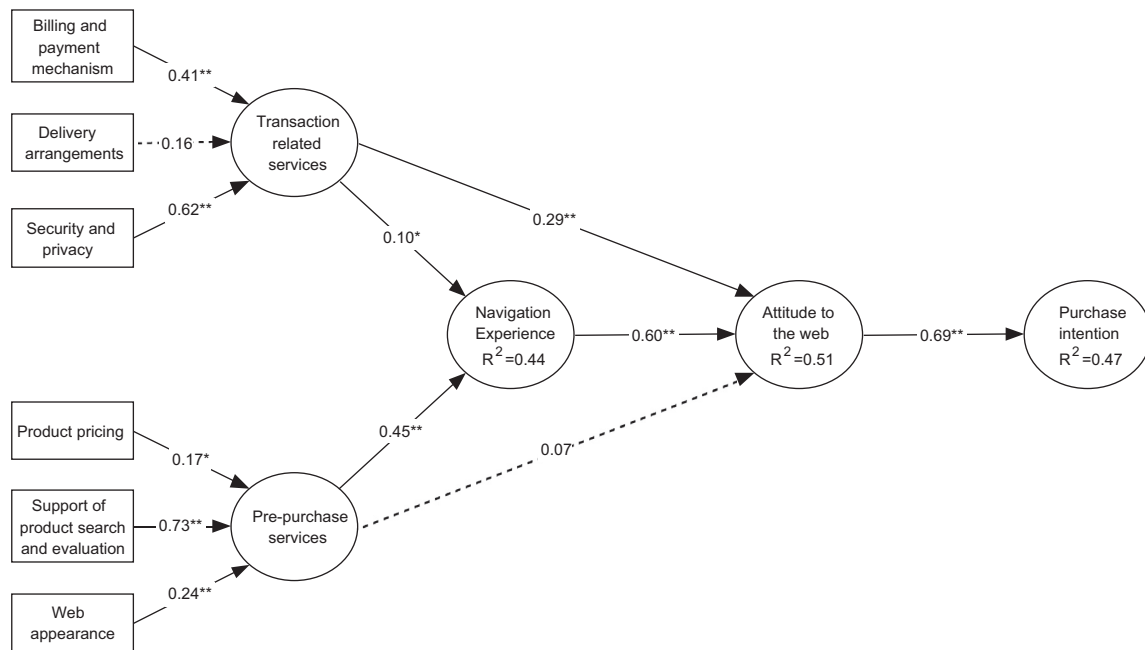 Billing and
payment
mechanism
0.41**
Delivery
arrangements
0.16
Security and
privacy
0.62**
Transaction
related
services
0.29**
0.10*
Navigation
Experience
R²=0.44
0.60**
Attitude to
the web
R²=0.51
0.69**
Purchase
intention
R²=0.47
Product pricing
0.17*
Support of
product search
and evaluation
0.73**
Web
appearance
0.24**
Pre-purchase
services
0.45**
0.07